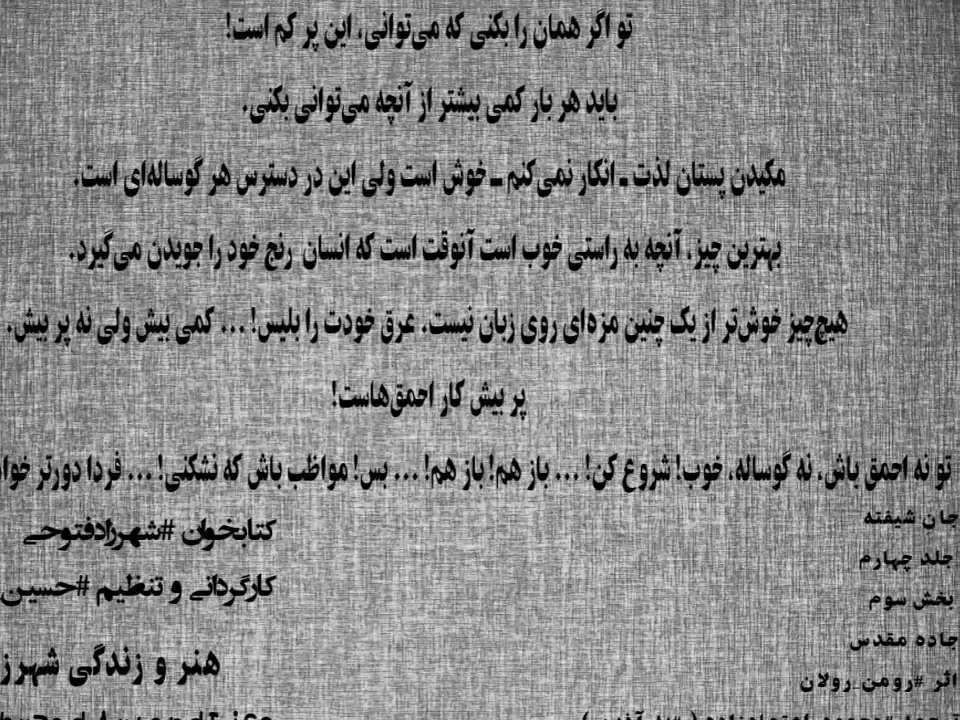 تو اگر همان را بکنی که می‌توانی، این پر کم است!
باید هر بار کمی بیشتر از آنچه می‌توانی بکنی.
مکیدن پستان لذت ـ انکار نمی‌کنم ـ خوش است ولی این در دسترس هر گوساله‌ای است.
بهترین چیز، آنچه به راستی خوب است آنوقت است که انسان رنج خود را جویدن می‌گیرد.
هیچ‌چیز خوش‌تر از یک چنین مزه‌ای روی زبان نیست. عرق خودت را بلیس! ... کمی بیش ولی نه پر بیش.
پر بیش کار احمق‌هاست!
تو نه احمق باش، نه گوساله، خوب! شروع کن! ... باز هم! باز هم! ... بس! مواظب باش که نشکنی! ... فردا دورتر
جان شیفته
جلد چهارم
بخش سوم
جاده مقدس
اثر #رومن_رولان
کتابخوان #شهرزادفتوحی
کارگردانی و تنظیم #حسین
هنر و زندگی